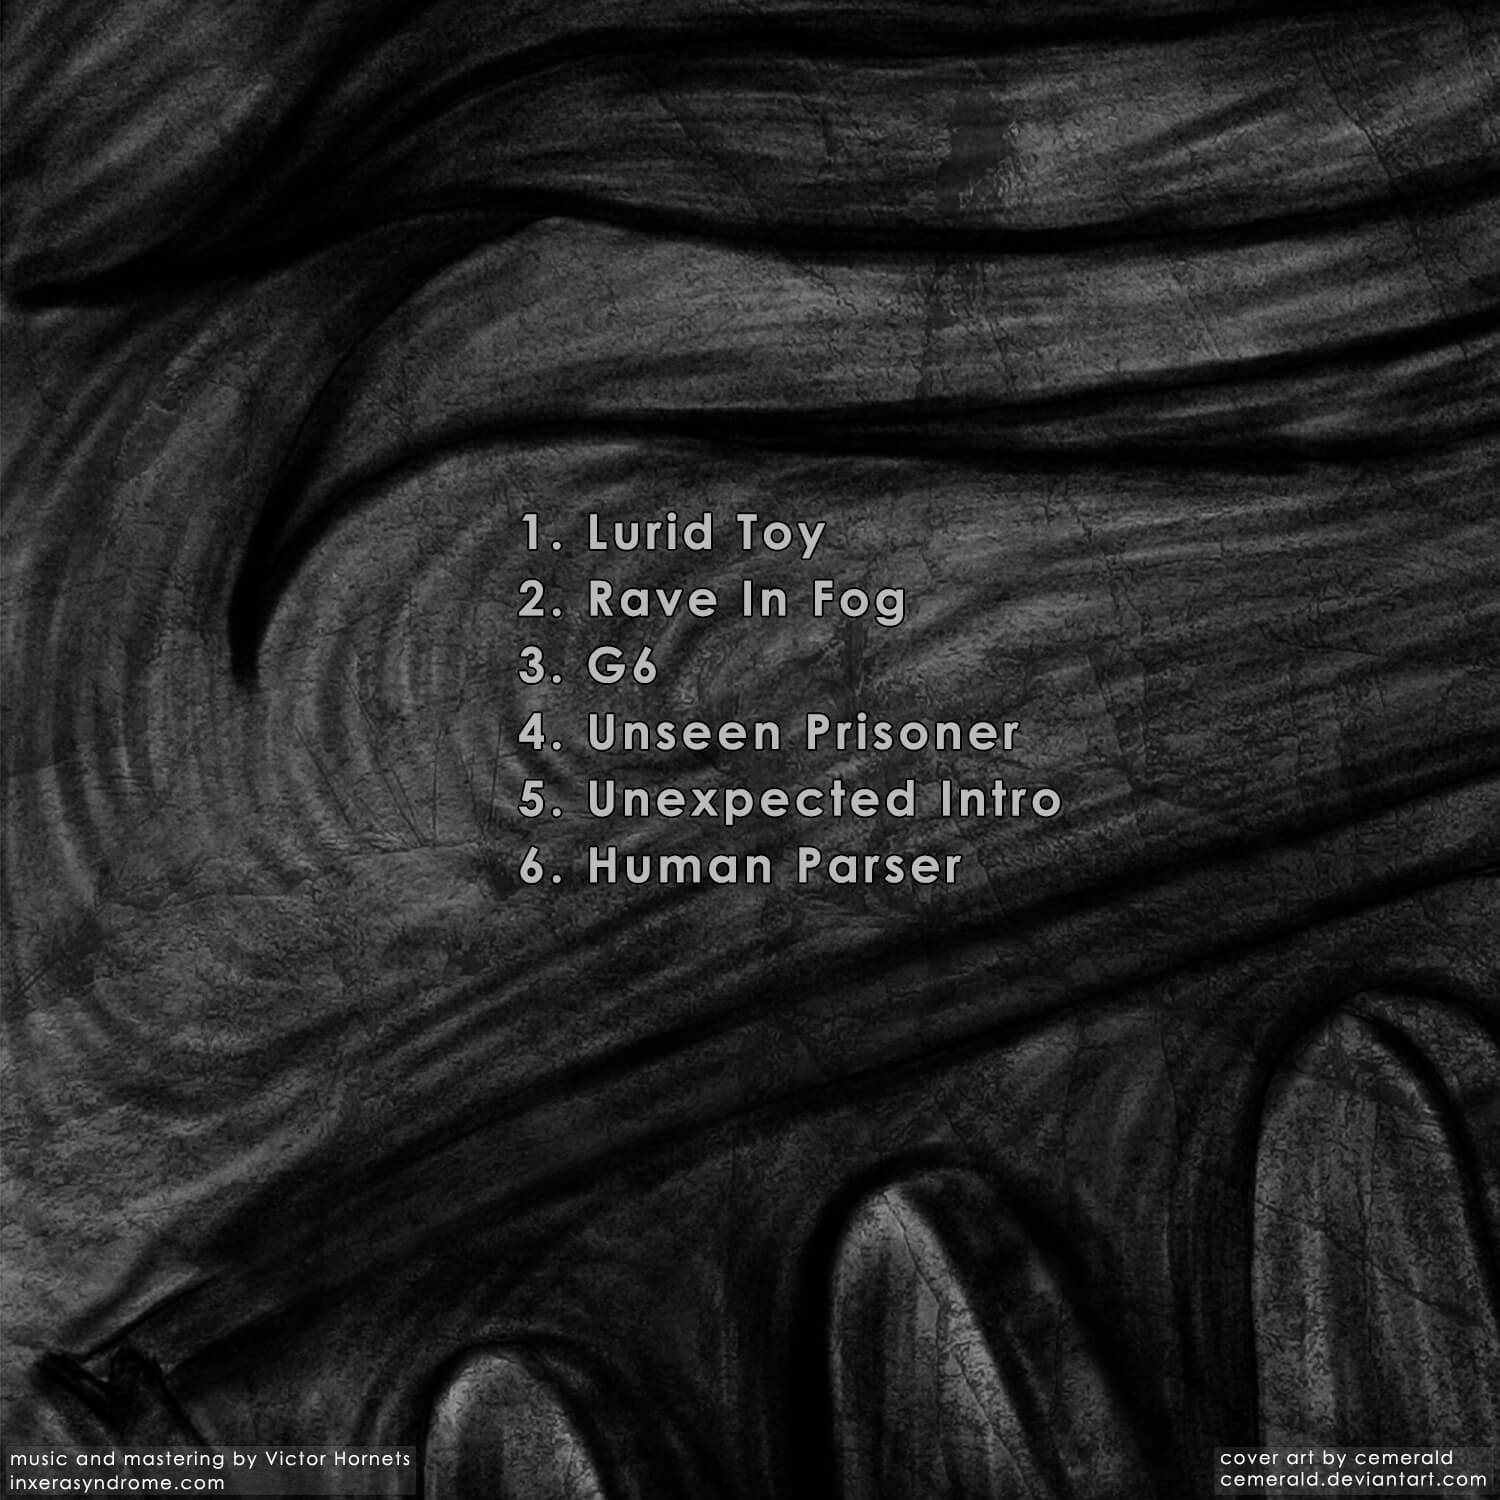 1. Lurid Toy
2. Rave In Fog
3. G6
4. Unseen Prisoner
5. Unexpected Intro
6. Human Parser
music and mastering by Victor Hornets
inxerasyndrome.com
cover art by cemerald
cemerald.deviantart.com